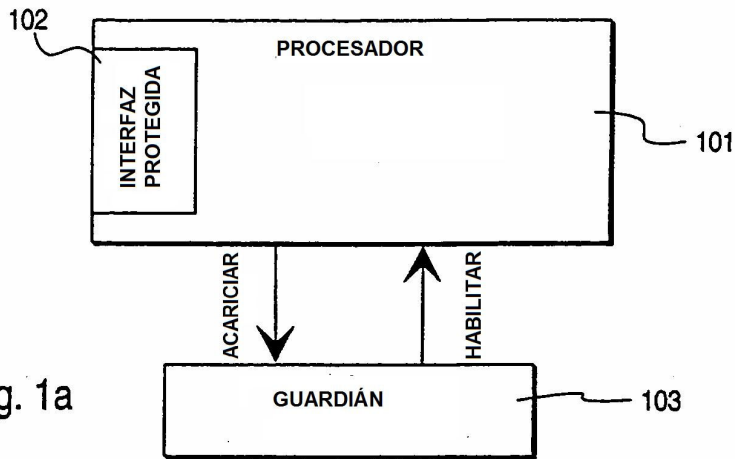 102
PROCESADOR
INTERFAZ
PROTEGIDA
101
ACARICIAR
HABILITAR
g. 1a
GUARDIÁN
103